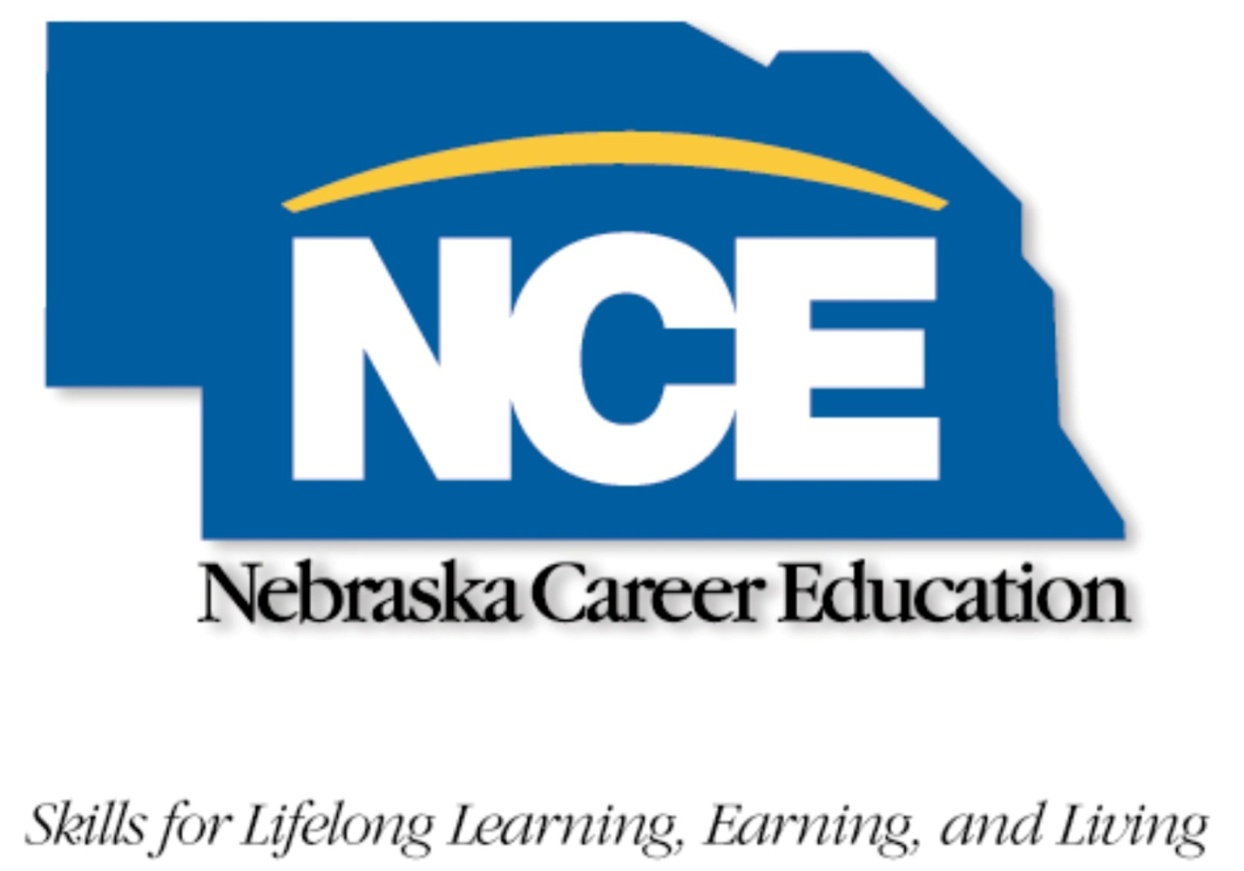 NCE
Nebraska Career Education
Skills for Lifelong Learning, Earning, and Living